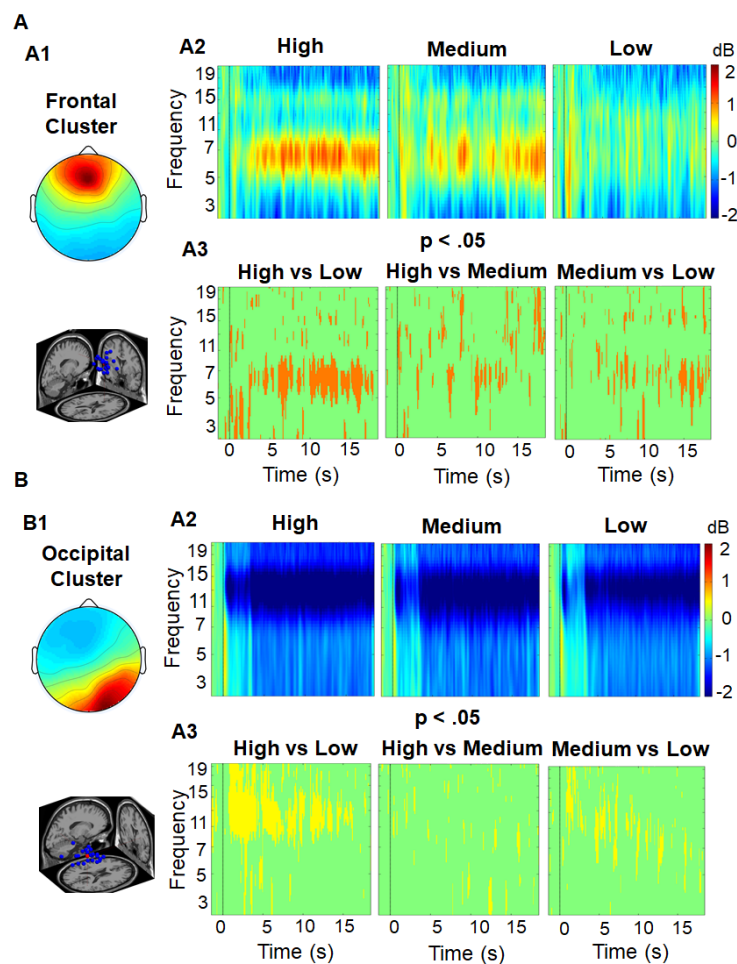 A
A1
Frontal
Cluster
A2
High Medium Low
dB
Frequency
19
15
11
7
5
3
2
1
0
-1
-2
p < .05
A3
High vs Low High vs Medium Medium vs Low
Frequency
19
15
11
7
5
3
0 5 10 15 0 5 10 15 0 5 10 15
Time (s) Time (s) Time (s)
B
B1
Occipital
Cluster
A2
High Medium Low
dB
Frequency
19
15
11
7
5
3
2
1
0
-1
-2
p < .05
A3
High vs Low High vs Medium Medium vs Low
Frequency
19
15
11
7
5
3
0 5 10 15 0 5 10 15 0 5 10 15
Time (s) Time (s) Time (s)